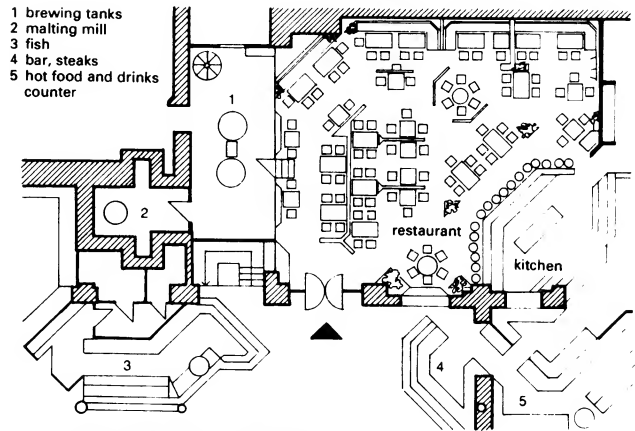 1 brewing tanks
2 malting mill
3 fish
4 bar, steaks
5 hot food and drinks
counter
1
2
restaurant
kitchen
3
4
5